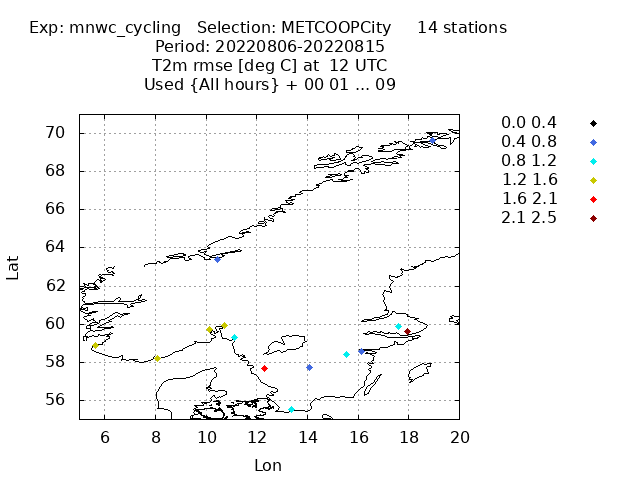 Exp: mnwc_cycling   Selection: METCOOPCity     14 stations
Period: 20220806-20220815
T2m rmse [deg C] at  12 UTC
Used {All hours} + 00 01 ... 09
0.0 0.4
0.4 0.8
0.8 1.2
1.2 1.6
1.6 2.1
2.1 2.5
Lat
70
68
66
64
62
60
58
56
6 8 10 12 14 16 18 20
Lon